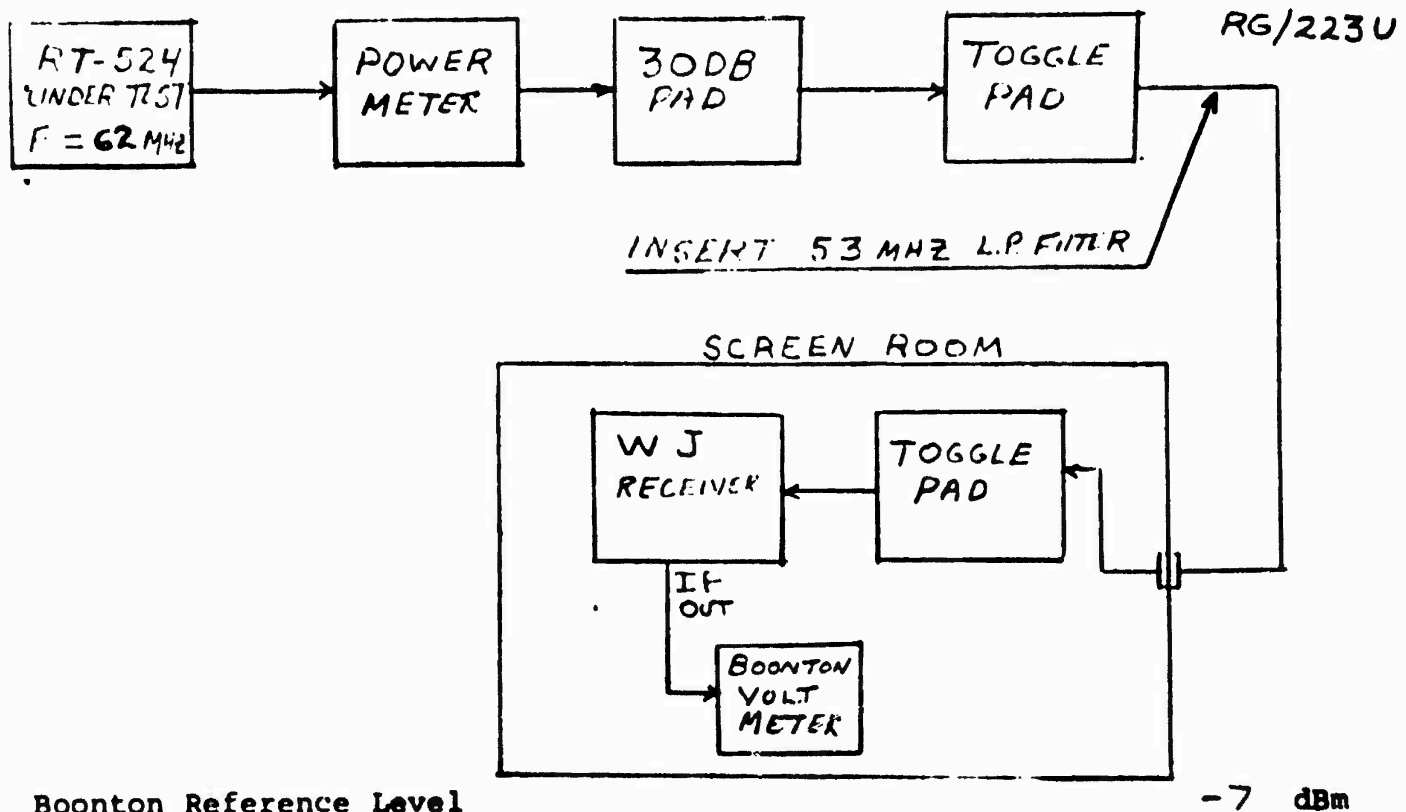 RT-524
UNDER TEST
F = 62 MHZ
POWER
METER
30DB
PAD
TOGGLE
PAD
RG/223U
INSERT 53 MHZ L.P. FILTER
SCREEN ROOM
WJ
RECEIVER
TOGGLE
PAD
IF
OUT
BOONTON
VOLT
METER
Boonton Reference Level -7 dBm